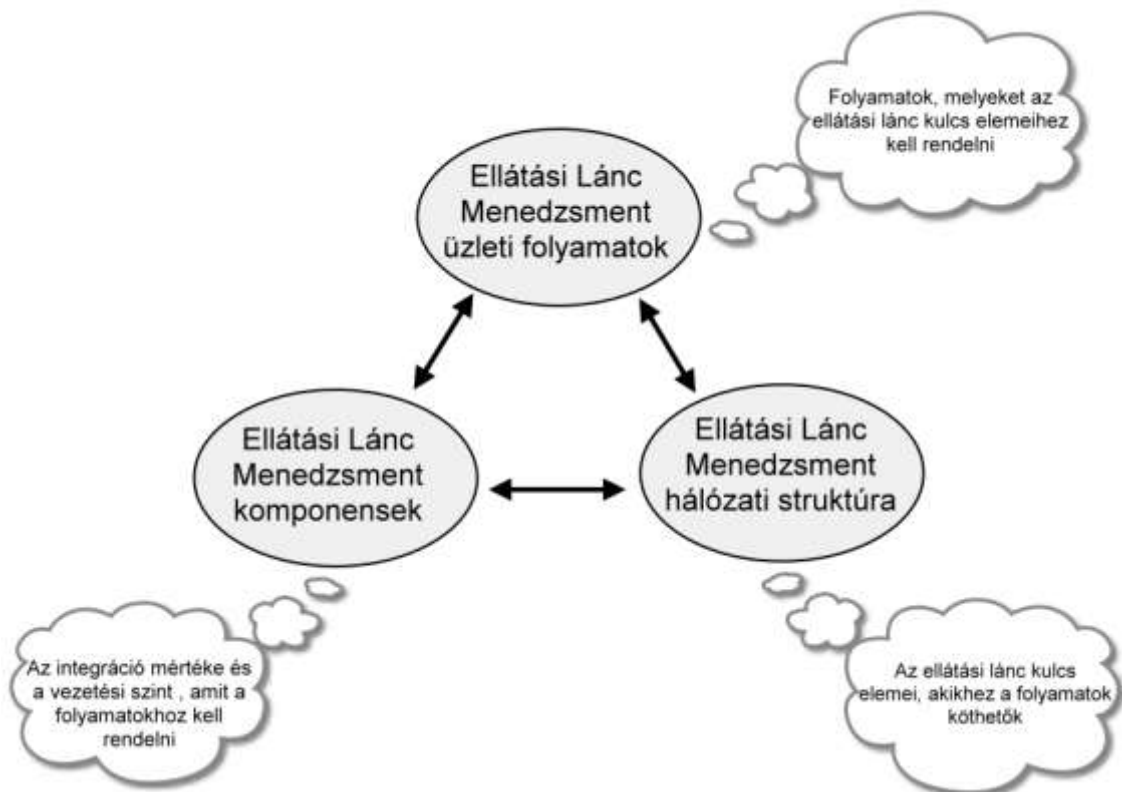 Folyamatok, melyeket az
ellátási lánc kulcs elemeihez
kell rendelni
Ellátási Lánc
Menedzsment
üzleti folyamatok
Ellátási Lánc
Menedzsment
komponensek
Ellátási Lánc
Menedzsment
hálózati struktúra
Az integráció mértéke és
a vezetési szint , amit a
folyamatokhoz kell
rendelni
Az ellátási lánc kulcs
elemei, akikhez a folyamatok
köthetők